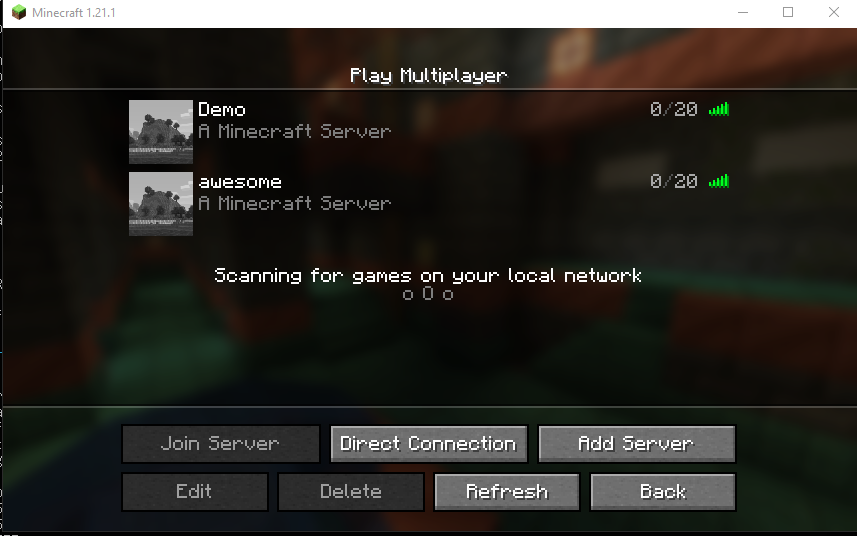 Minecraft 1.21.1
Play Multiplayer
Demo 0/20
A Minecraft Server
awesome 0/20
A Minecraft Server
Scanning for games on your local network
o O o
Join Server Direct Connection Add Server
Edit Delete Refresh Back